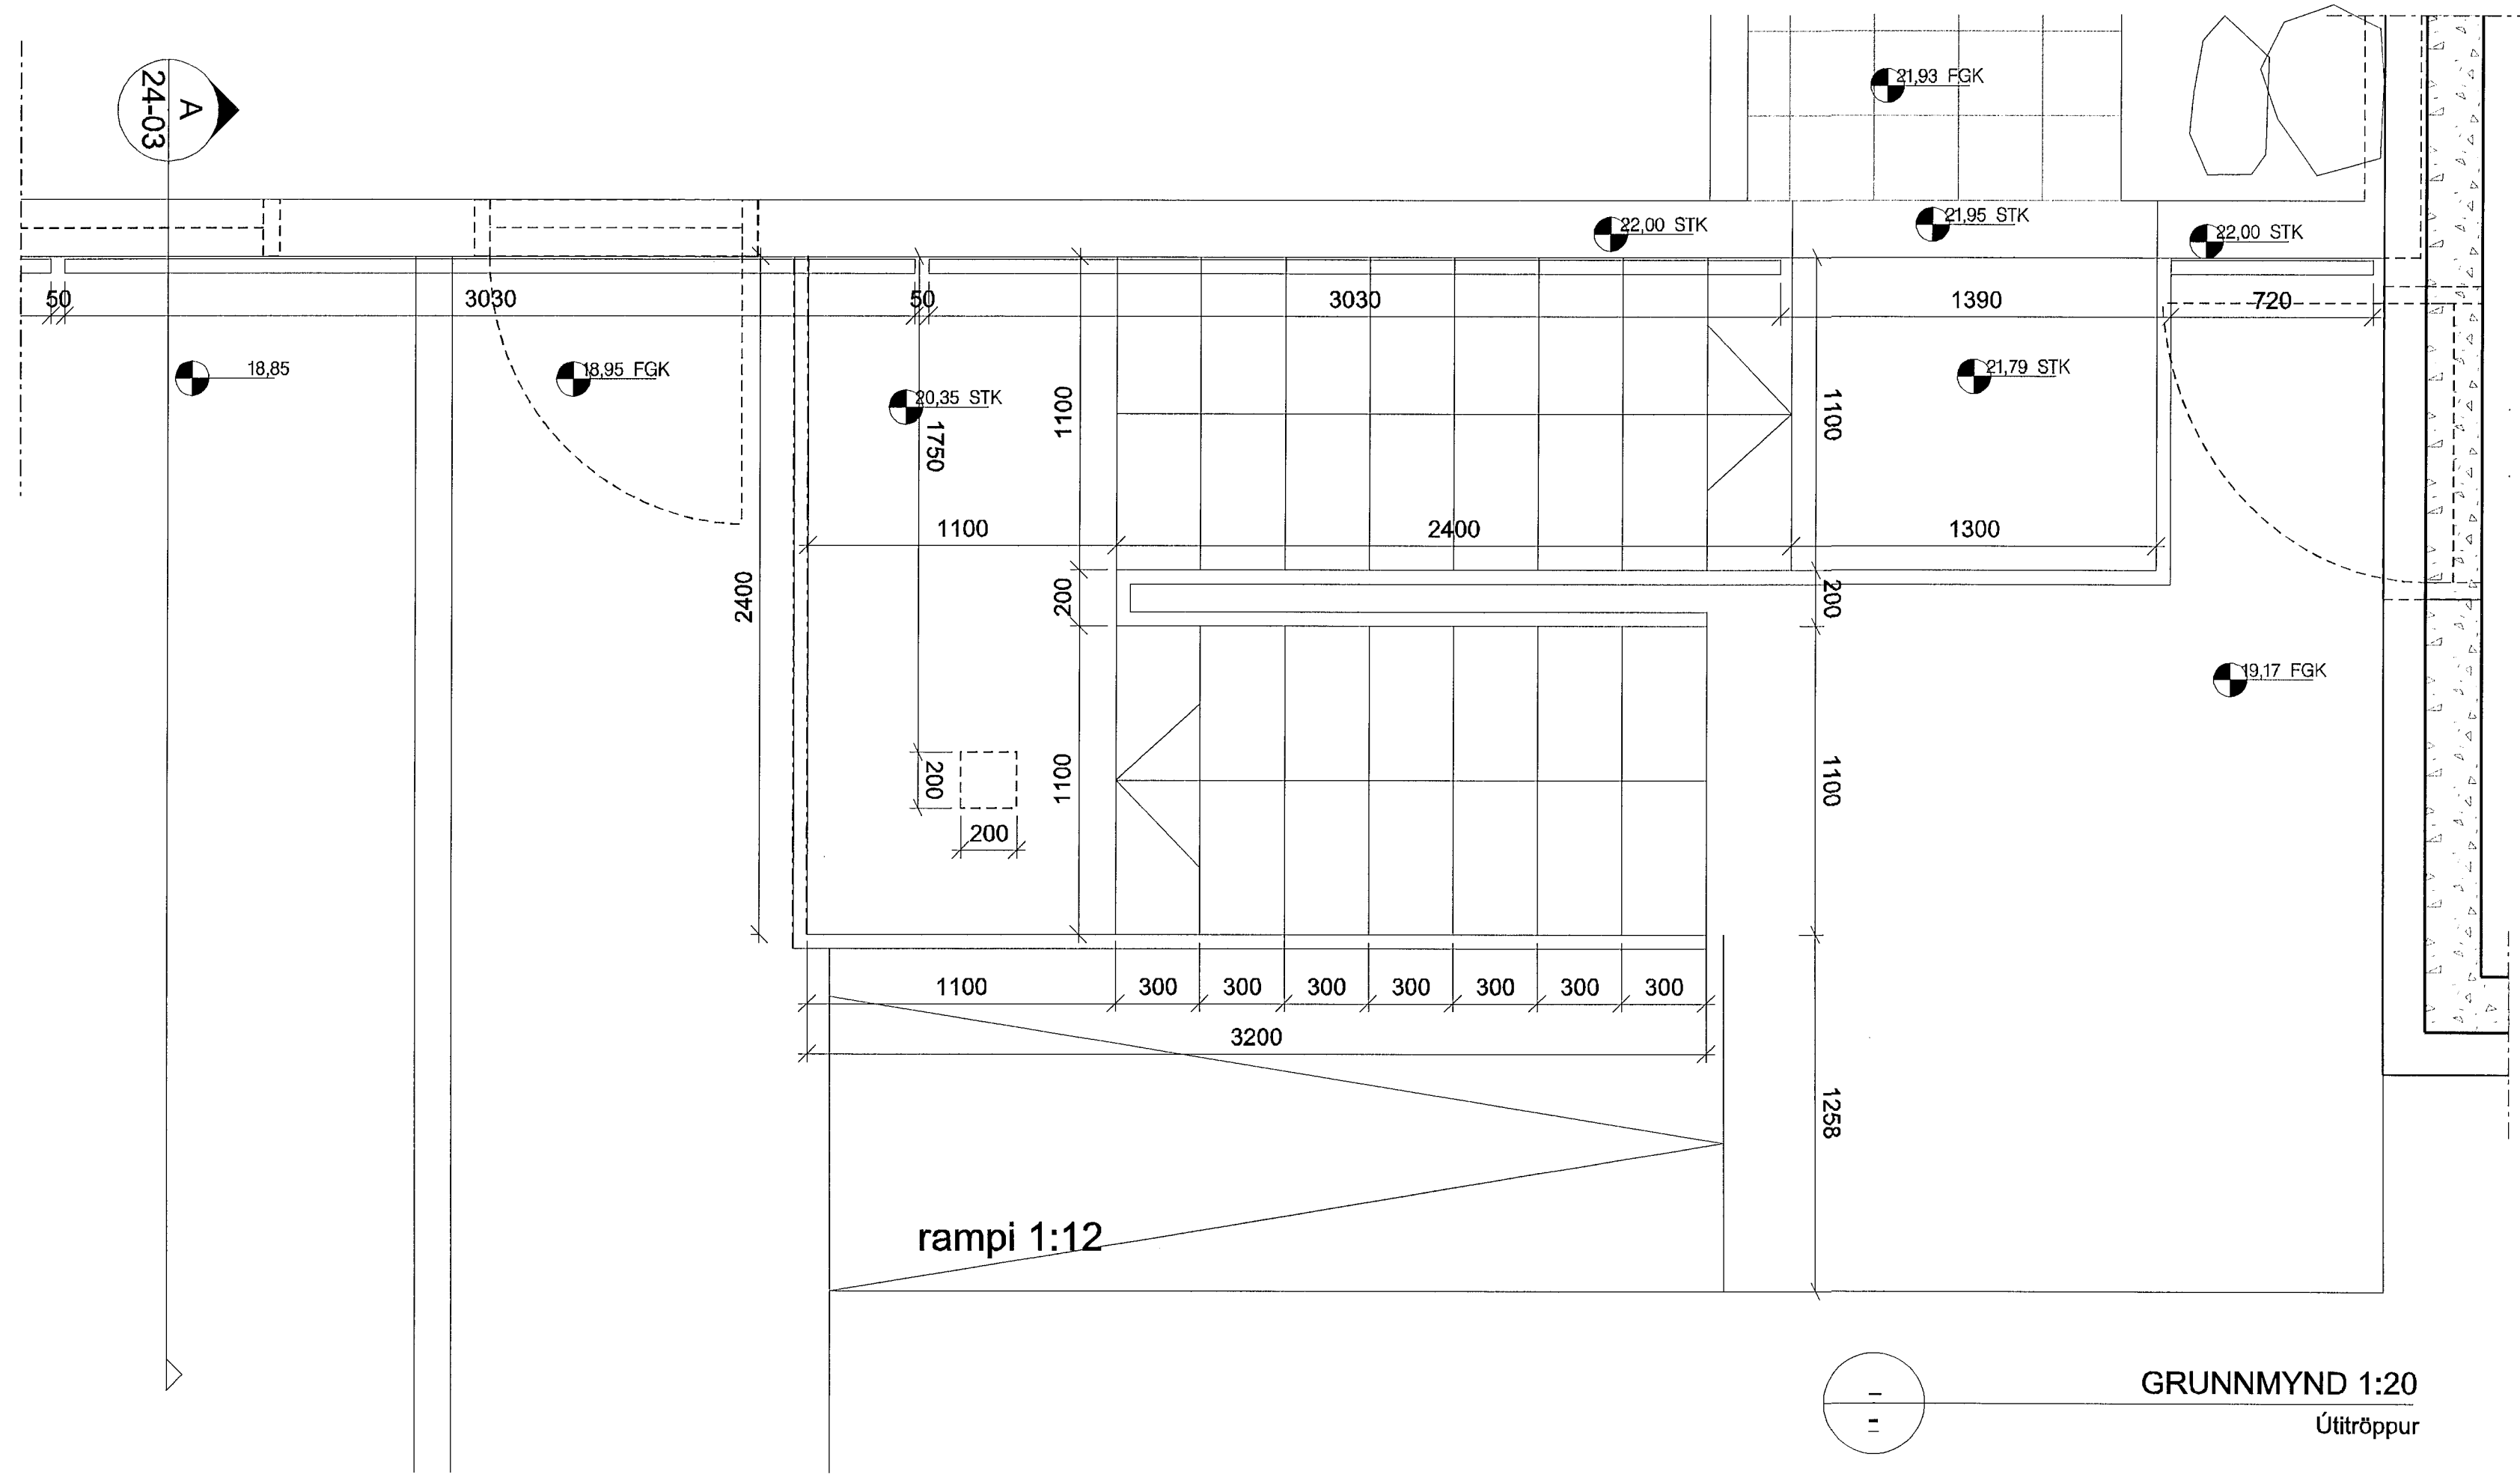 A
24-03
21,93 FGK
22,00 STK
21,95 STK
22,00 STK
50
3030
50
3030
1390
720
18,85
18,95 FGK
20,35 STK
21,79 STK
1750
1100
1100
1100
2400
1300
2400
200
200
19,17 FGK
200
200
1100
1100
1100
300
300
300
300
300
300
300
3200
1258
rampi 1:12
GRUNNMYND 1:20
Útitröppur